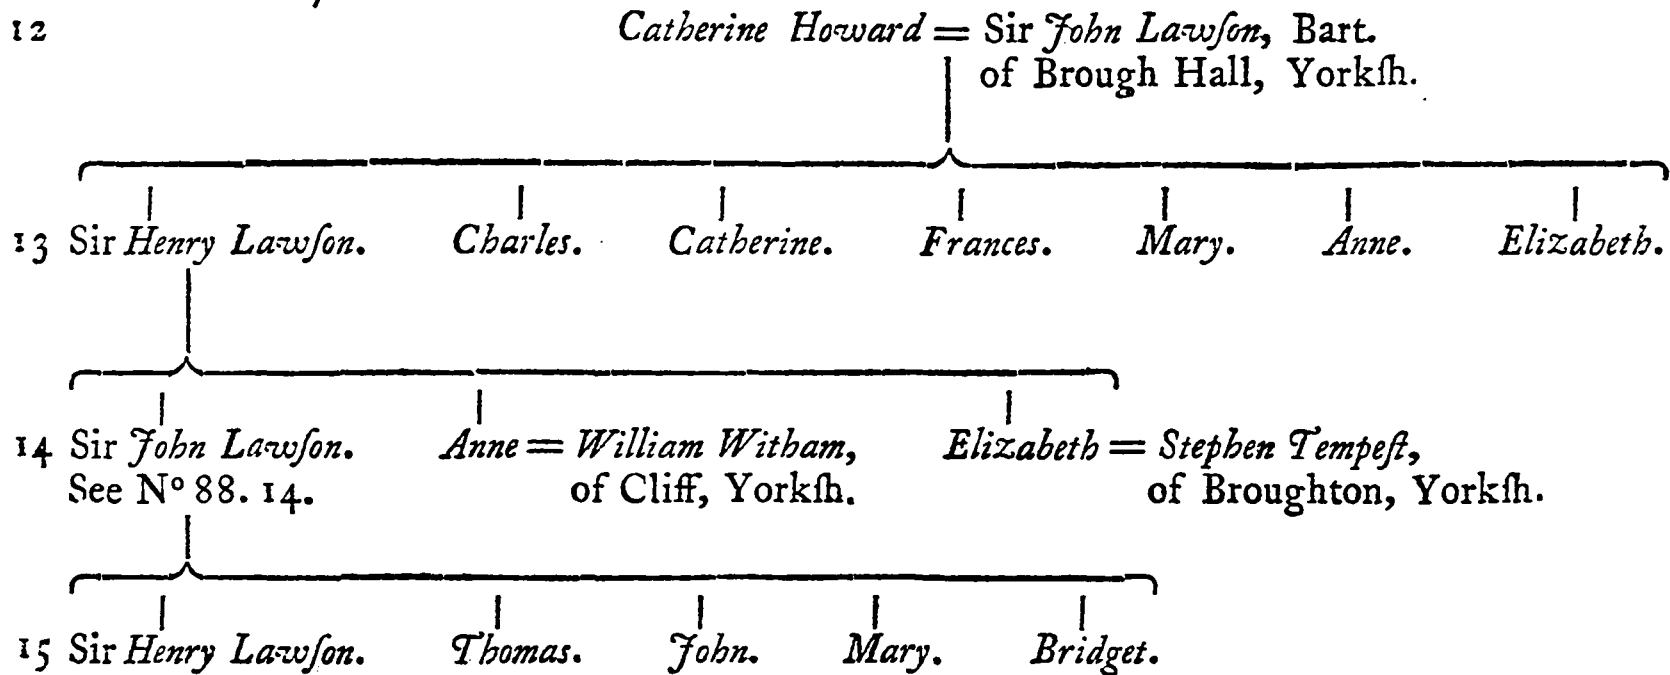 12 Catherine Howard = Sir John Lawſon, Bart.
of Brough Hall, Yorkſh.
13 Sir Henry Lawſon. Charles. Catherine. Frances. Mary. Anne. Elizabeth.
14 Sir John Lawſon. Anne = William Witham, Elizabeth = Stephen Tempeſt,
See Nº 88. 14. of Cliff, Yorkſh. of Broughton, Yorkſh.
15 Sir Henry Lawſon. Thomas. John. Mary. Bridget.